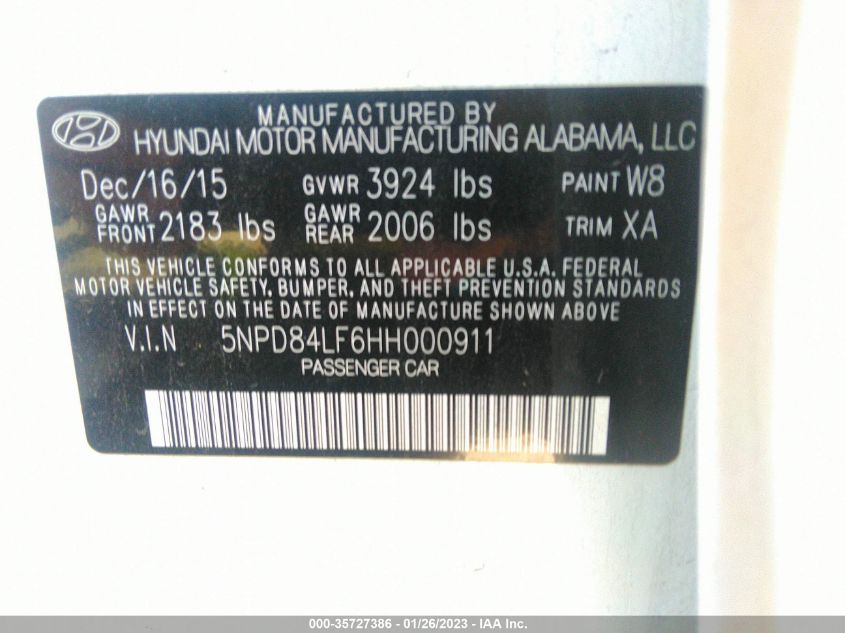 MANUFACTURED BY
HYUNDAI MOTOR MANUFACTURING ALABAMA, LLC
Dec/16/15 GVWR 3924 lbs PAINT W8
GAWR FRONT 2183 lbs GAWR REAR 2006 lbs TRIM XA
THIS VEHICLE CONFORMS TO ALL APPLICABLE U.S.A. FEDERAL
MOTOR VEHICLE SAFETY, BUMPER, AND THEFT PREVENTION STANDARDS
IN EFFECT ON THE DATE OF MANUFACTURE SHOWN ABOVE
V.I.N 5NPD84LF6HH000911
PASSENGER CAR
000-35727386 - 01/26/2023 - IAA Inc.